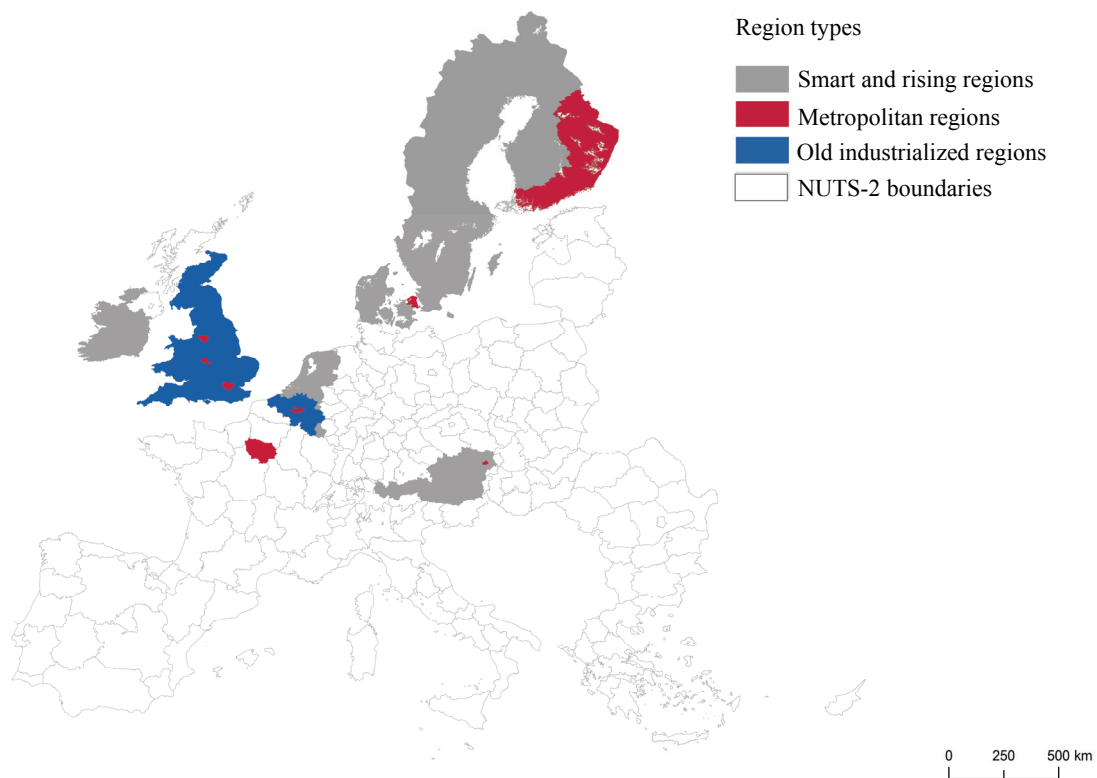 Region types
Smart and rising regions
Metropolitan regions
Old industrialized regions
NUTS-2 boundaries
0 250 500 km